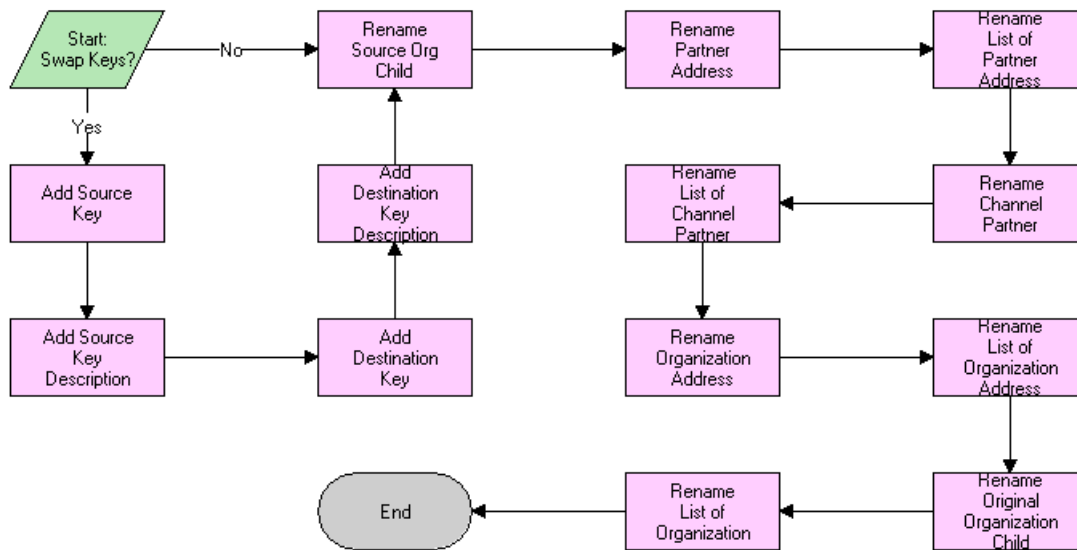 Start:
Swap Keys?
No
Rename
Source Org
Child
Rename
Partner
Address
Rename
List of
Partner
Address
Yes
Add Source
Key
Add
Destination
Key
Description
Rename
List of
Channel
Partner
Rename
Channel
Partner
Add Source
Key
Description
Add
Destination
Key
Rename
Organization
Address
Rename
List of
Organization
Address
End
Rename
List of
Organization
Rename
Original
Organization
Child